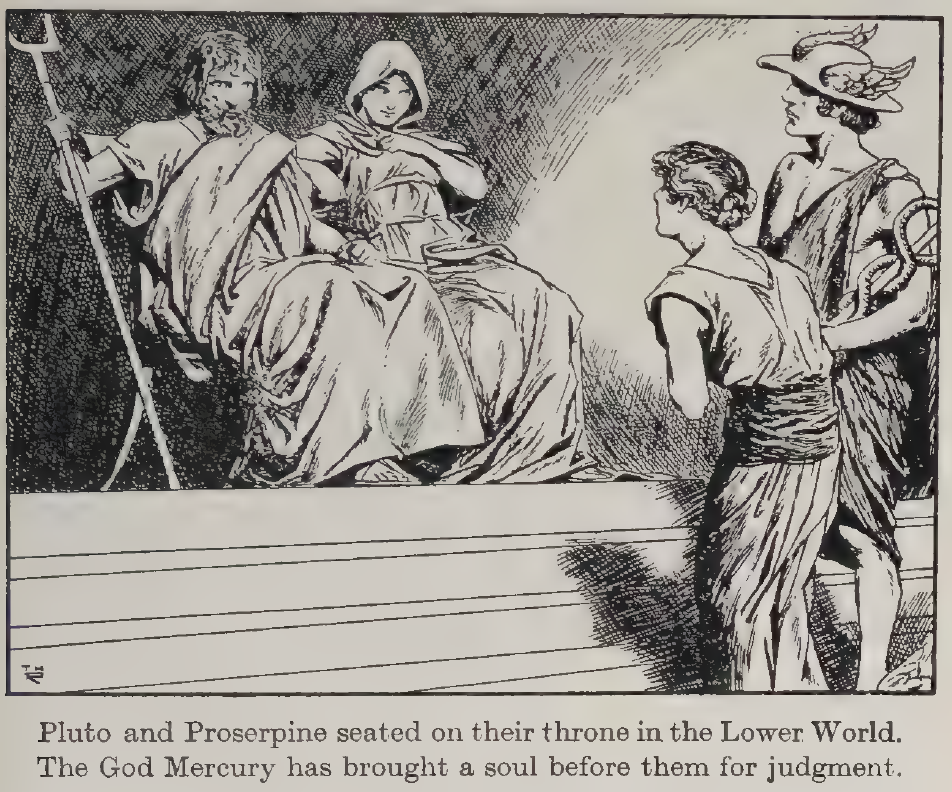 Pluto and Proserpine seated on their throne in the Lower World.
The God Mercury has brought a soul before them for judgment.